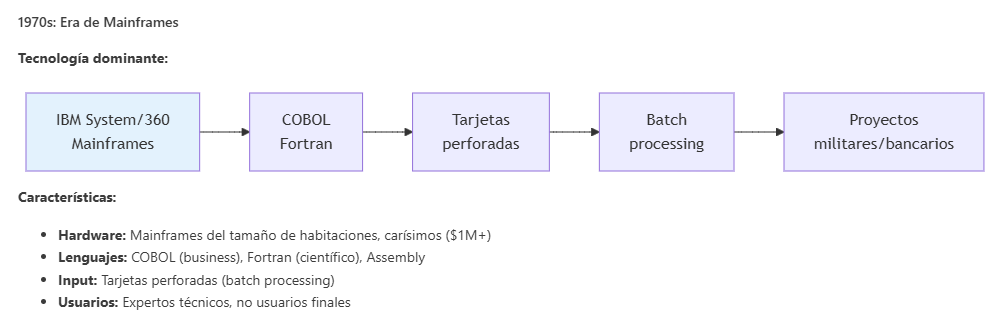 1970s: Era de Mainframes
Tecnología dominante:
IBM System/360
Mainframes
COBOL
Fortran
Tarjetas
perforadas
Batch
processing
Proyectos
militares/bancarios
Características:
Hardware: Mainframes del tamaño de habitaciones, carísimos ($1M+)
Lenguajes: COBOL (business), Fortran (científico), Assembly
Input: Tarjetas perforadas (batch processing)
Usuarios: Expertos técnicos, no usuarios finales